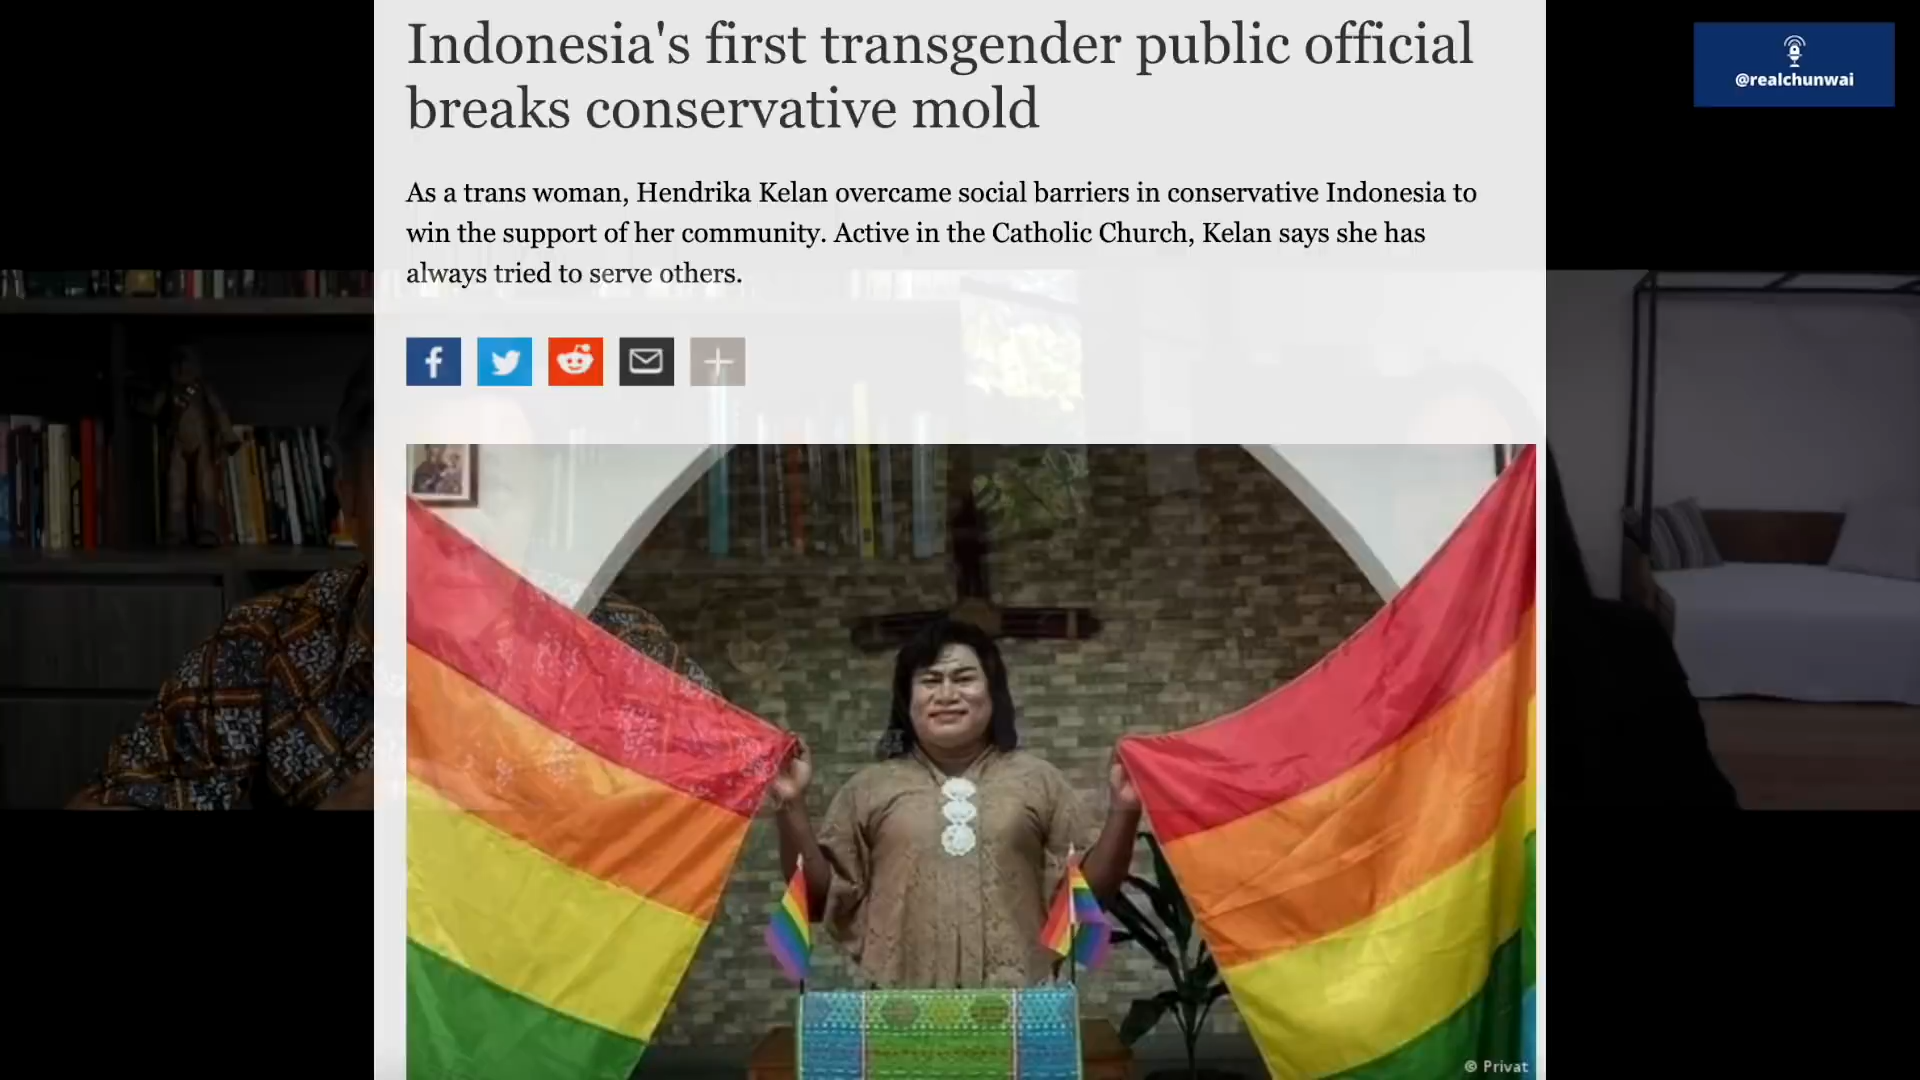 Indonesia's first transgender public official
breaks conservative mold
@realchunwai
As a trans woman, Hendrika Kelan overcame social barriers in conservative Indonesia to
win the support of her community. Active in the Catholic Church, Kelan says she has
always tried to serve others.
© Privat